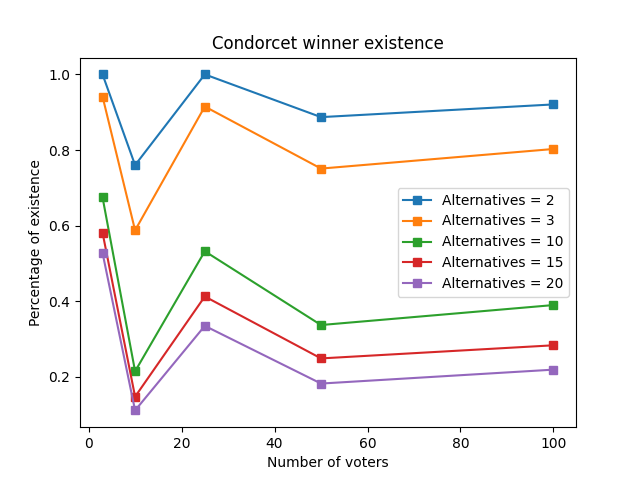 Condorcet winner existence
Percentage of existence
1.0
0.8
0.6
0.4
0.2
Alternatives = 2
Alternatives = 3
Alternatives = 10
Alternatives = 15
Alternatives = 20
0 20 40 60 80 100
Number of voters